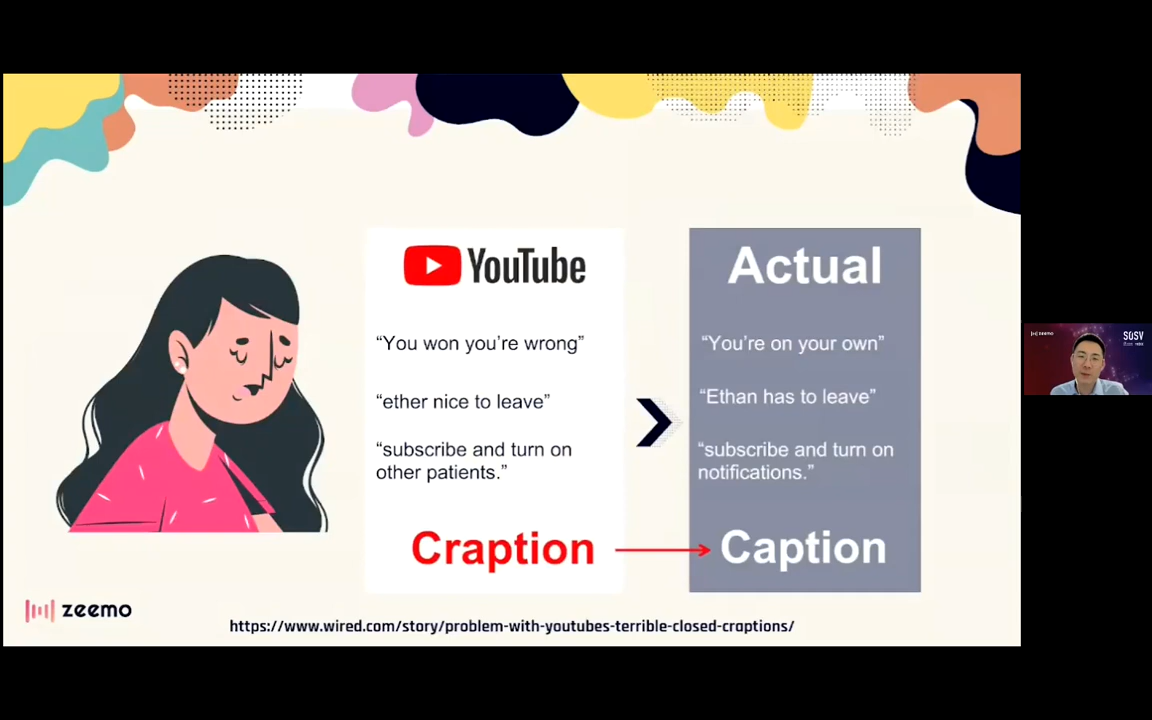 YouTube
Actual
“You won you’re wrong”
“You’re on your own”
“ether nice to leave”
“Ethan has to leave”
“subscribe and turn on
other patients.”
“subscribe and turn on
notifications.”
Craption
Caption
zeemo
https://www.wired.com/story/problem-with-youtubes-terrible-closed-craptions/
zeemo
SOSV